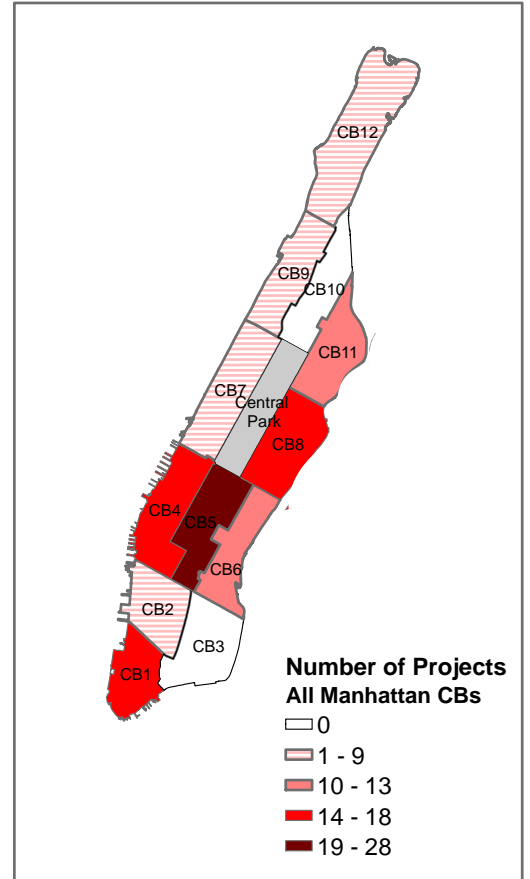 CB12
CB9
CB10
CB11
CB7
Central
Park
CB8
CB4
CB5
CB6
CB2
CB3
CB1
Number of Projects
All Manhattan CBs
0
1 - 9
10 - 13
14 - 18
19 - 28